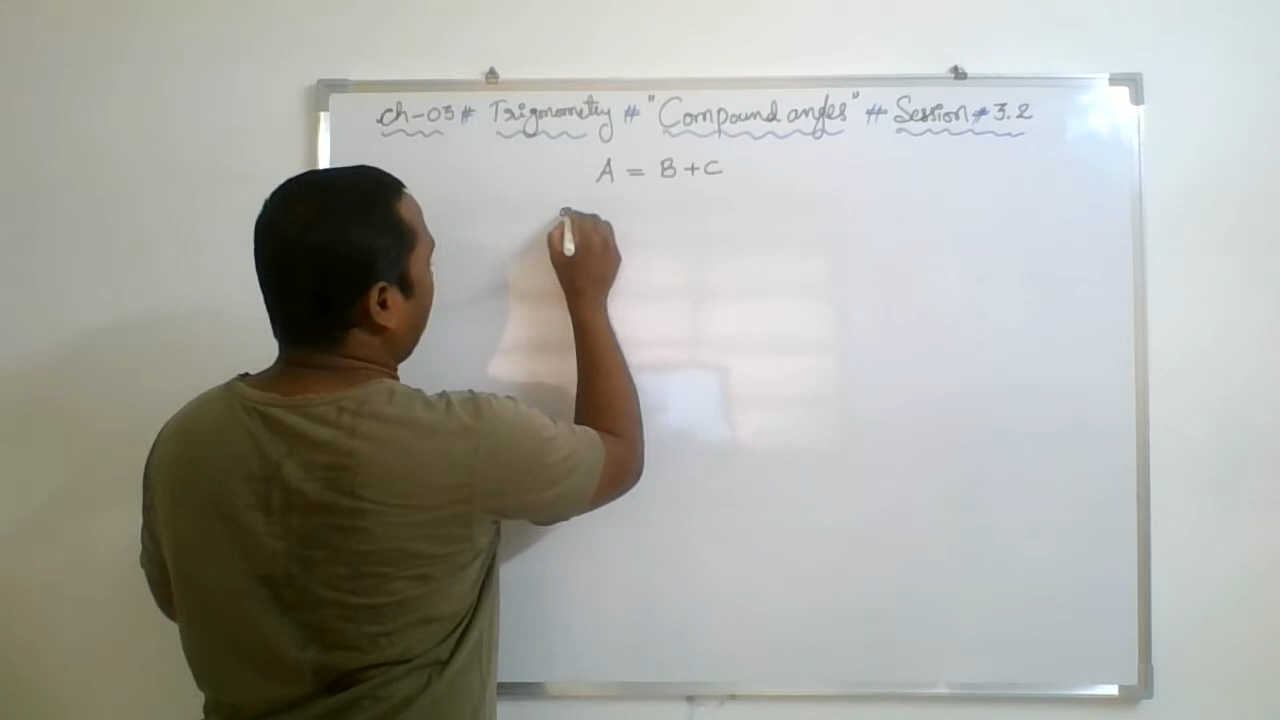 ch-03# Trigonometry # "Compound angles" # Session # 3.2
A = B + C